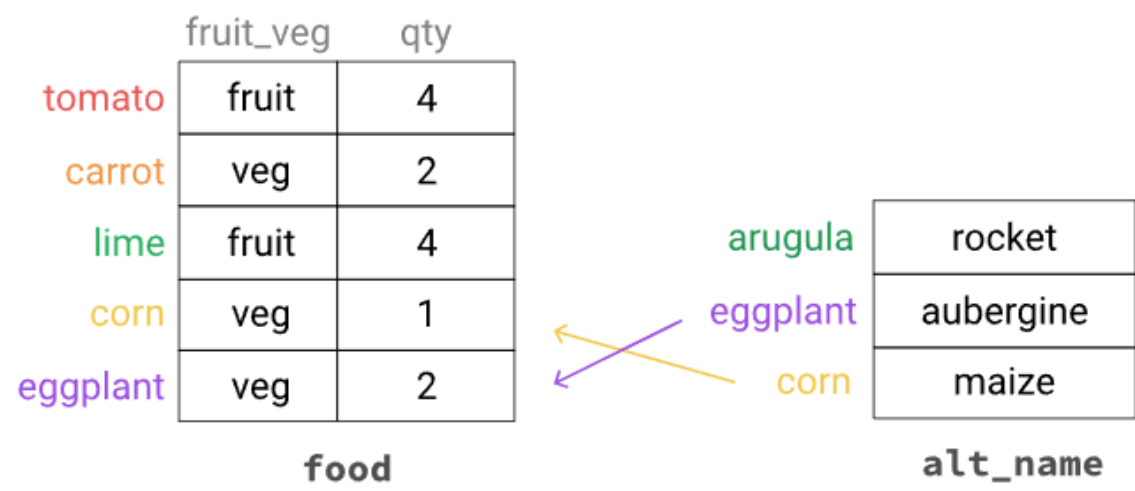 fruit_veg qty
tomato fruit 4
carrot veg 2
lime fruit 4
corn veg 1
eggplant veg 2
food
arugula rocket
eggplant aubergine
corn maize
alt_name